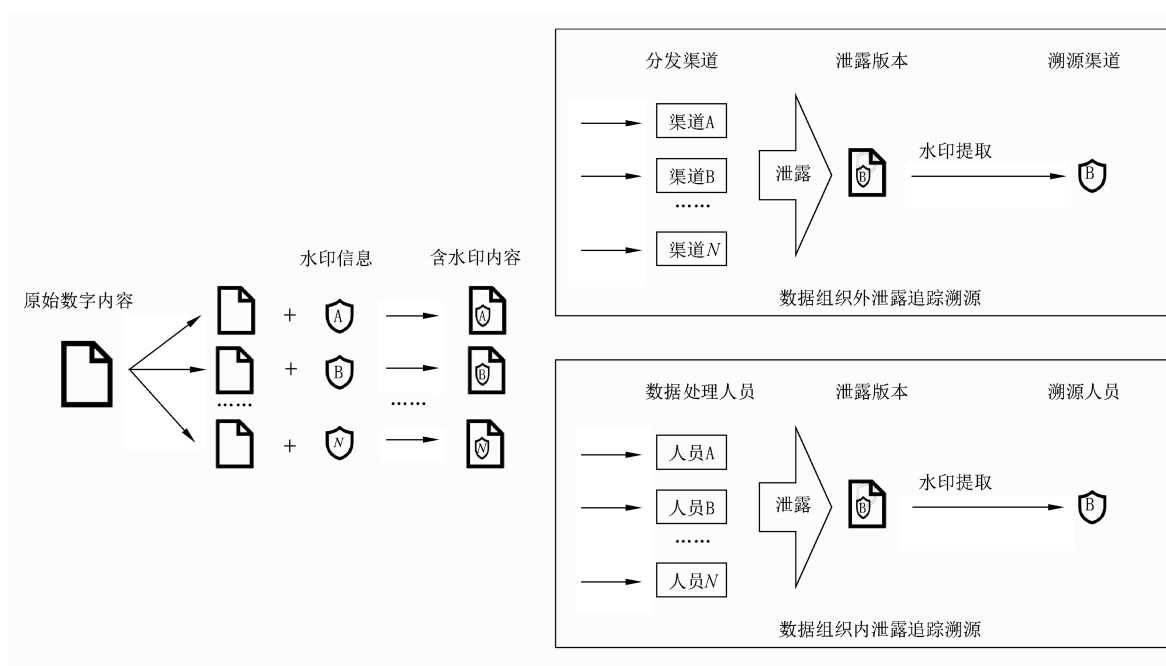 原始数字内容
水印信息
含水印内容
+
A
A
+
B
B
……
……
+
N
N
分发渠道
泄露版本
溯源渠道
渠道A
渠道B
……
渠道N
泄露
B
水印提取
B
数据组织外泄露追踪溯源
数据处理人员
泄露版本
溯源人员
人员A
人员B
……
人员N
泄露
B
水印提取
B
数据组织内泄露追踪溯源